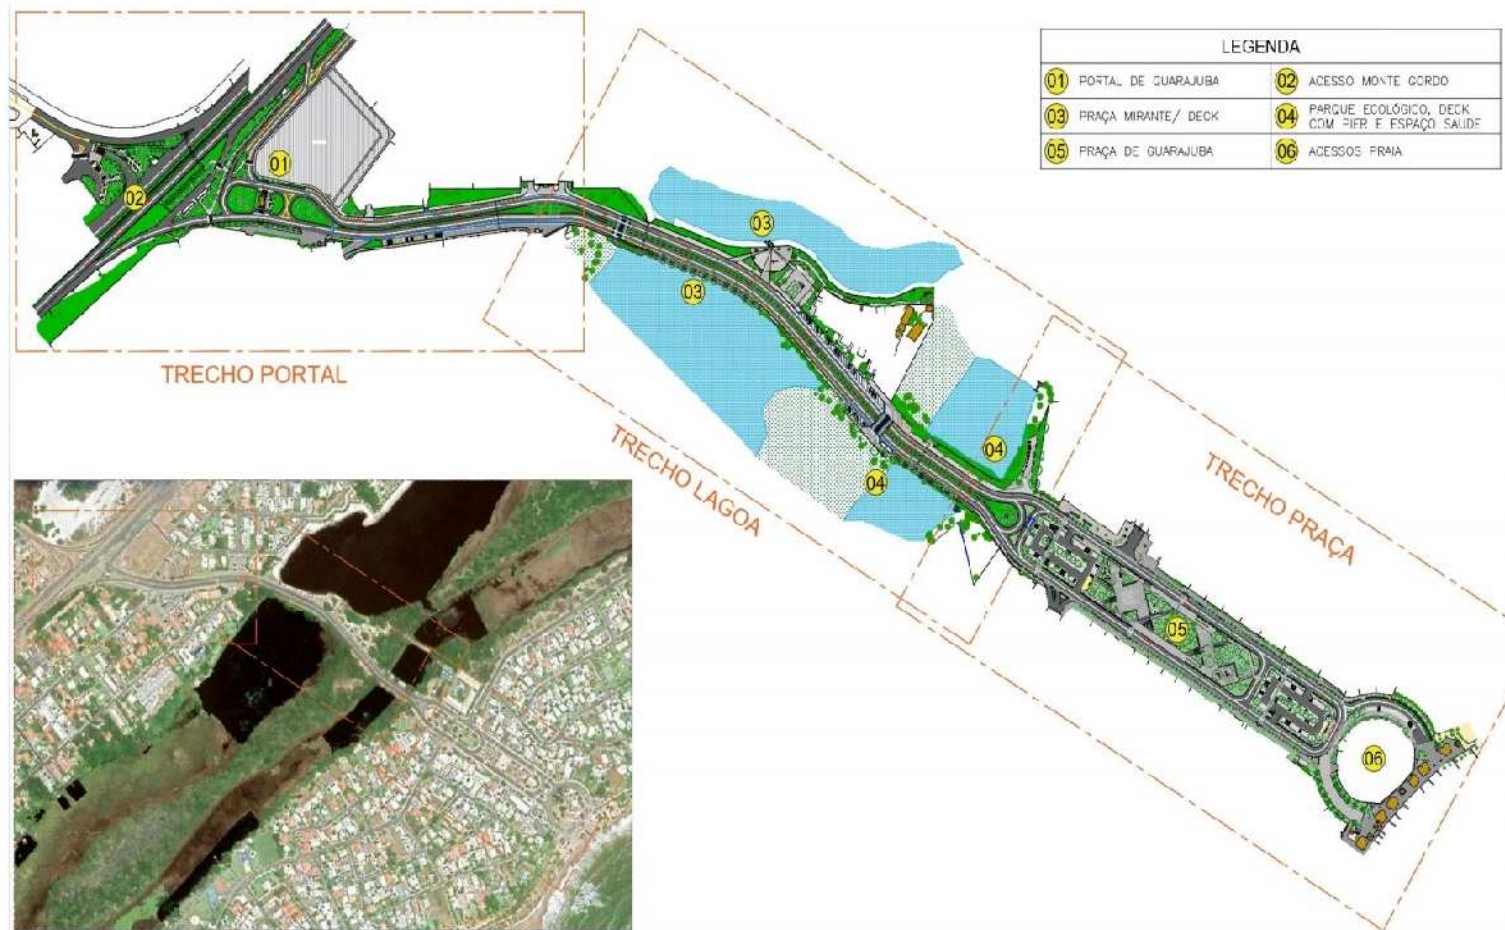 LEGENDA
01 PORTAL DE GUARAJUBA
02 ACESSO MONTE GORDO
03 PRAÇA MIRANTE/ DECK
04 PARQUE ECOLÓGICO, DECK
COM PIER E ESPAÇO SAUDE
05 PRAÇA DE GUARAJUBA
06 ACESSOS PRAIA
01
02
03
03
TRECHO PORTAL
04
04
TRECHO LAGOA
TRECHO PRAÇA
05
06